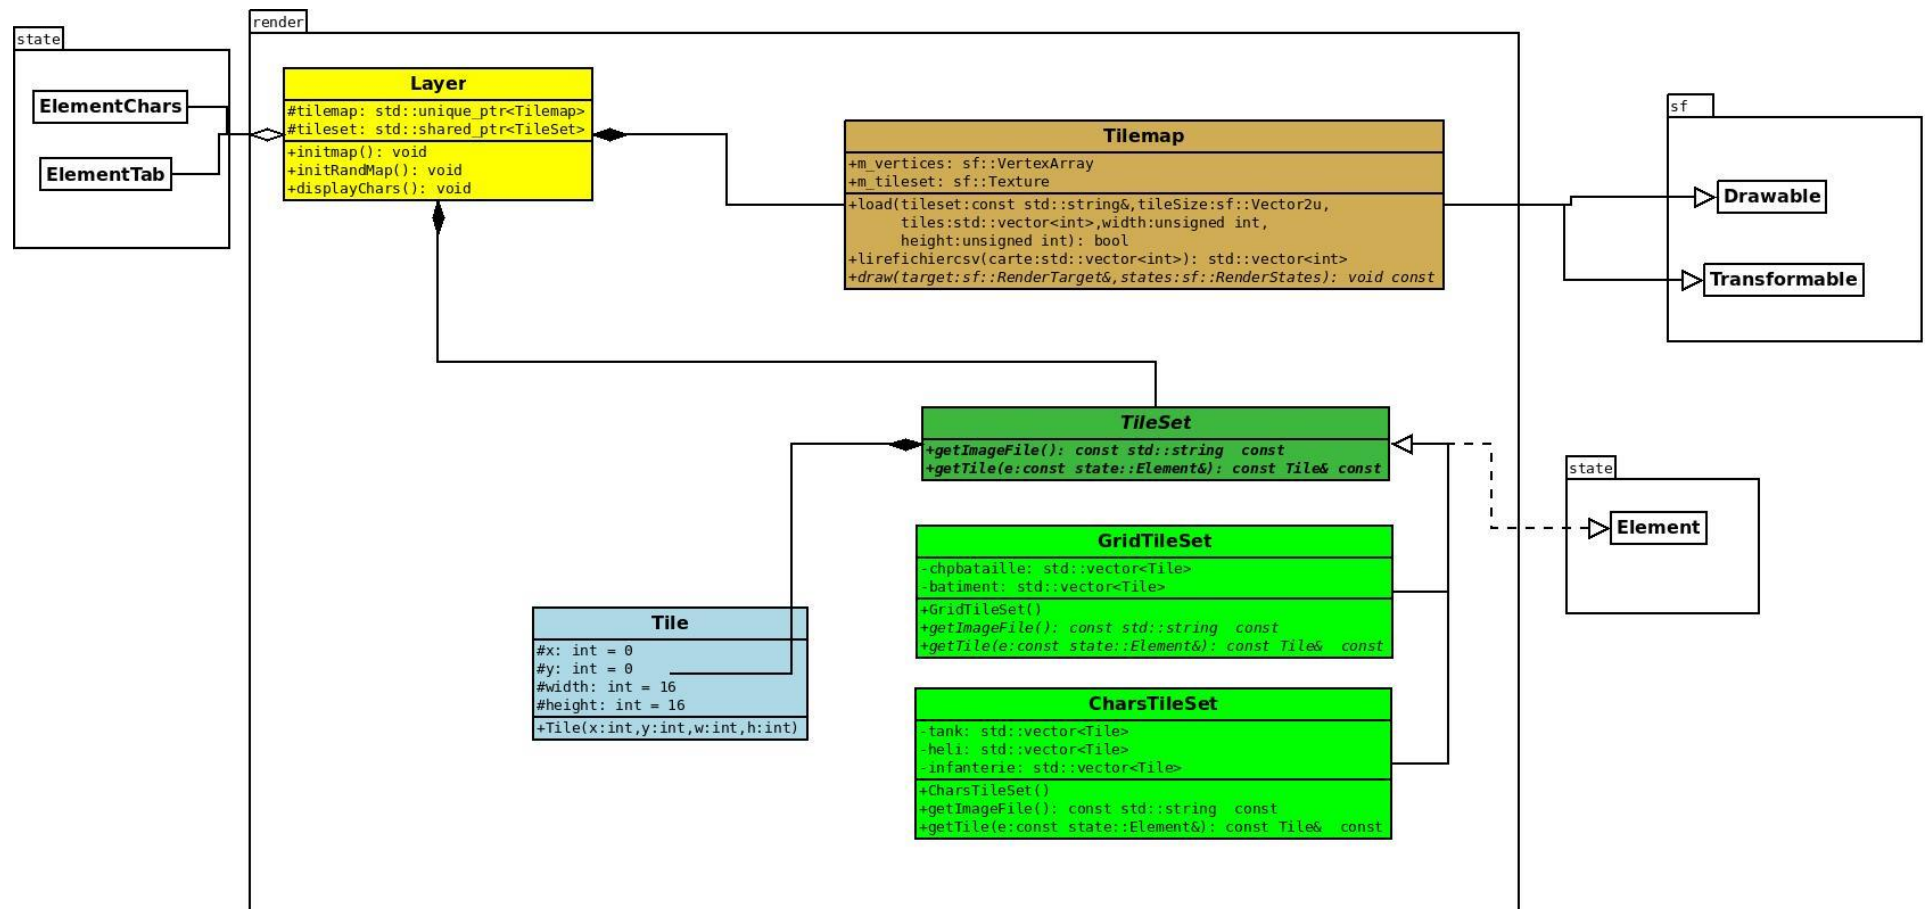 render
state
ElementChars
ElementTab
Layer
#tilemap: std::unique_ptr<Tilemap>
#tileset: std::shared_ptr<TileSet>
+initmap(): void
+initRandMap(): void
+displayChars(): void
Tilemap
+m_vertices: sf::VertexArray
+m_tileset: sf::Texture
+load(tileset:const std::string&,tileSize:sf::Vector2u,
tiles:std::vector<int>,width:unsigned int,
height:unsigned int): bool
+lirefichiercsv(carte:std::vector<int>): std::vector<int>
+draw(target:sf::RenderTarget&,states:sf::RenderStates): void const
sf
Drawable
Transformable
TileSet
+getImageFile(): const std::string  const
+getTile(e:const state::Element&): const Tile& const
state
Element
GridTileSet
-chpbataille: std::vector<Tile>
-batiment: std::vector<Tile>
+GridTileSet()
+getImageFile(): const std::string  const
+getTile(e:const state::Element&): const Tile&  const
Tile
#x: int = 0
#y: int = 0
#width: int = 16
#height: int = 16
+Tile(x:int,y:int,w:int,h:int)
CharsTileSet
-tank: std::vector<Tile>
-heli: std::vector<Tile>
-infanterie: std::vector<Tile>
+CharsTileSet()
+getImageFile(): const std::string  const
+getTile(e:const state::Element&): const Tile&  const